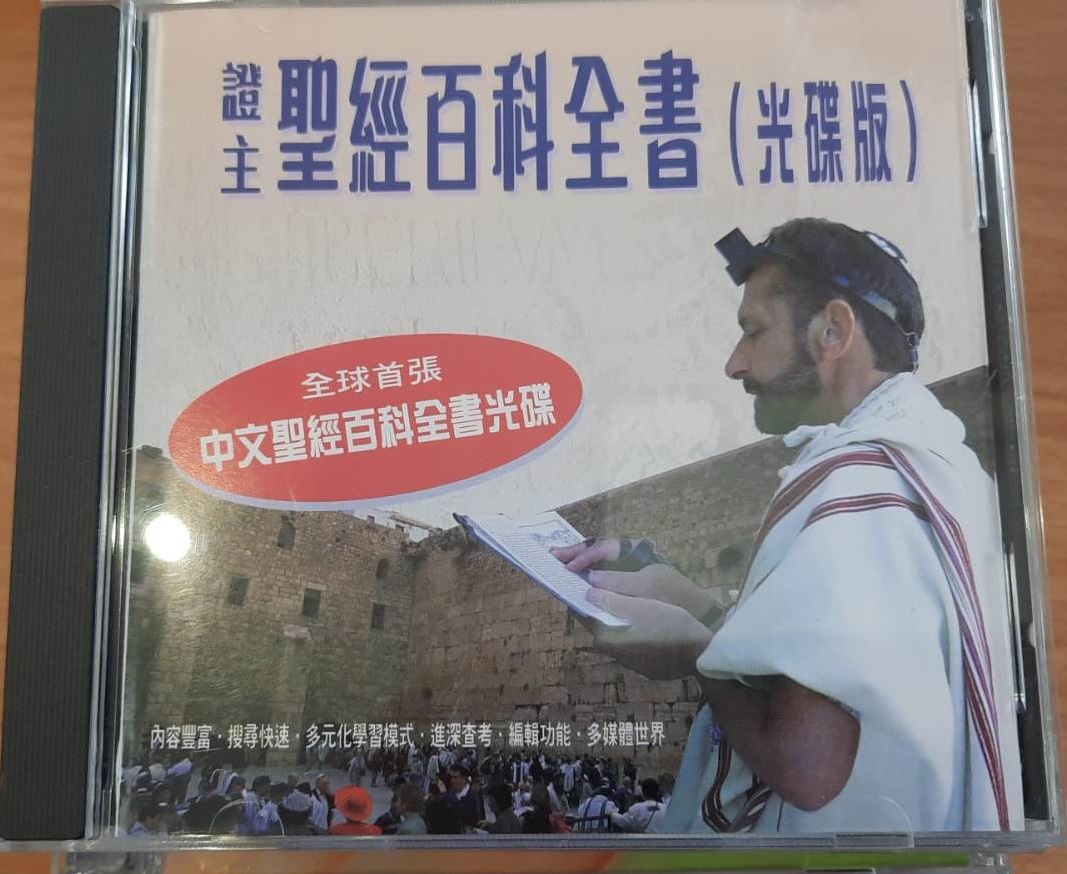 證主聖經百科全書(光碟版)
全球首張
中文聖經百科全書光碟
內容豐富·搜尋快速·多元化學習模式·進深查考·編輯功能·多媒體世界